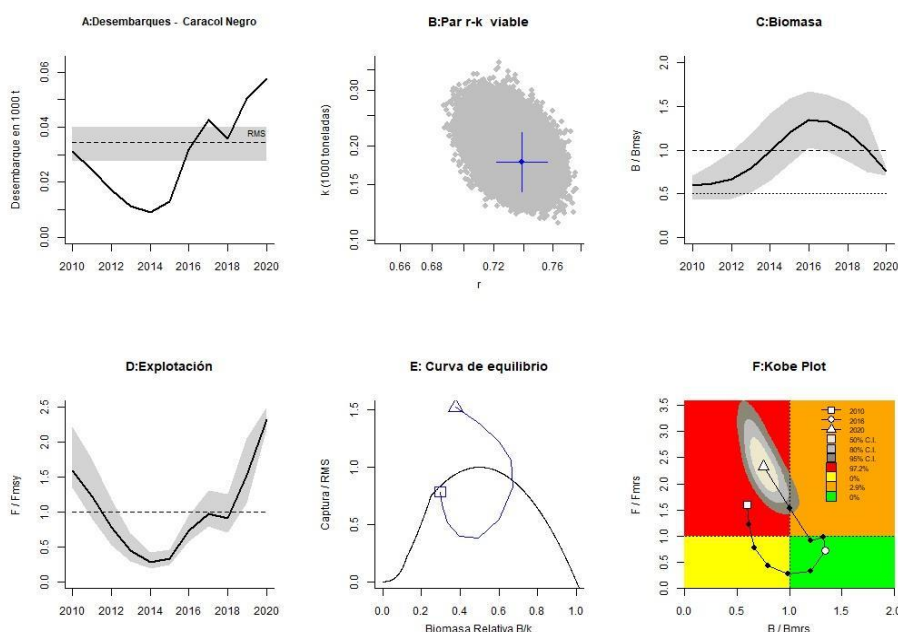 A:Desembarques - Caracol Negro
Desembarque en 1000 t
0.00 0.02 0.04 0.06
RMS
2010 2012 2014 2016 2018 2020
B:Par r-k viable
k (1000 toneladas)
0.10 0.15 0.20 0.30
0.66 0.68 0.72 0.76
r
C:Biomasa
B / Bmsy
0.0 0.5 1.0 1.5 2.0
2010 2012 2014 2016 2018 2020
D:Explotación
F / Fmsy
0.0 0.5 1.0 1.5 2.0 2.5
2010 2012 2014 2016 2018 2020
E: Curva de equilibrio
Captura / RMS
0.0 0.5 1.0 1.5
0.0 0.2 0.4 0.6 0.8 1.0
Biomasa Relativa B/k
F:Kobe Plot
F / Fmrs
0.0 0.5 1.0 1.5 2.0 2.5 3.5
2010
2016
2020
50% C.I.
80% C.I.
95% C.I.
97.2%
0%
2.9%
0%
0.0 0.5 1.0 1.5 2.0
B / Bmrs